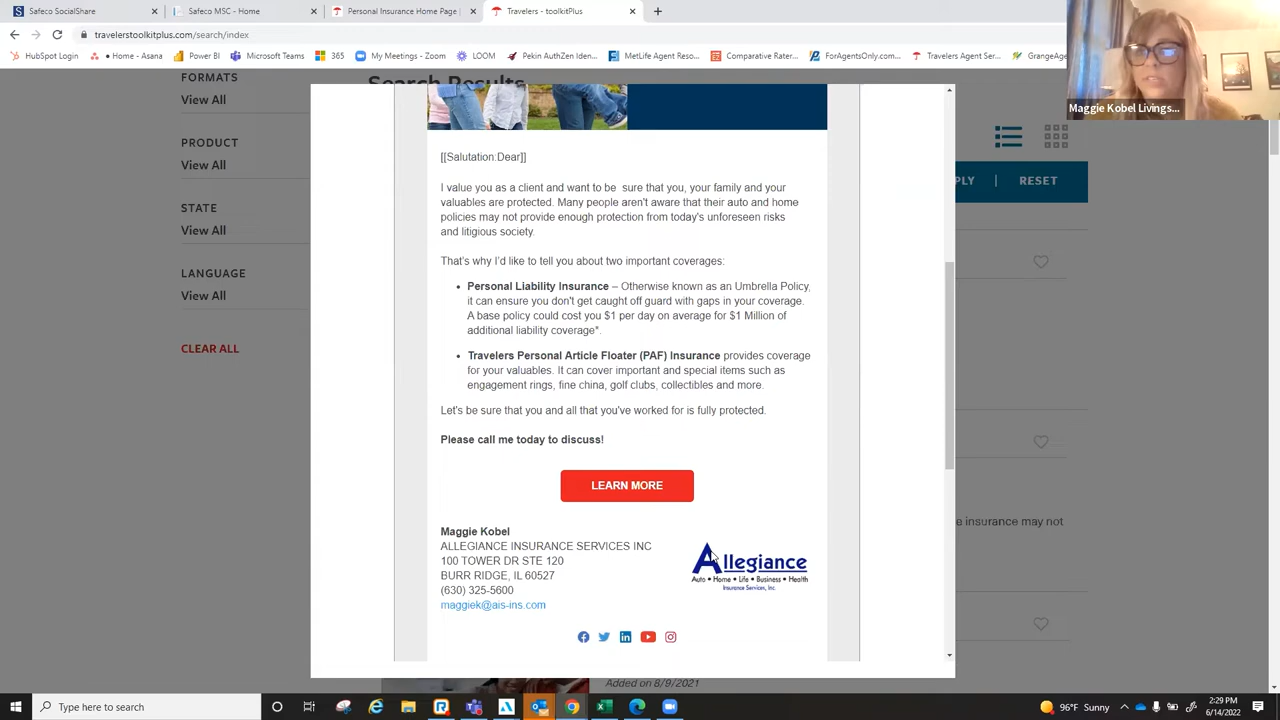 Safeco SocialShare
Safeco MSC - Home
Personal Insurance Home Page
Travelers - toolkitPlus
travelerstoolkitplus.com/search/index
HubSpot Login
Home - Asana
Power BI
Microsoft Teams
365
My Meetings - Zoom
LOOM
Pekin AuthZen Iden...
MetLife Agent Reso...
Comparative Rater...
ForAgentsOnly.com...
Travelers Agent Ser...
GrangeAge
Maggie Kobel Livings...
FORMATS
View All
PRODUCT
View All
STATE
View All
LANGUAGE
View All
CLEAR ALL
Search Results
PLY | RESET
[[Salutation:Dear]]
I value you as a client and want to be sure that you, your family and your
valuables are protected. Many people aren't aware that their auto and home
policies may not provide enough protection from today's unforeseen risks
and litigious society.
That's why I'd like to tell you about two important coverages:
• Personal Liability Insurance – Otherwise known as an Umbrella Policy,
it can ensure you don't get caught off guard with gaps in your coverage.
A base policy could cost you $1 per day on average for $1 Million of
additional liability coverage*.
• Travelers Personal Article Floater (PAF) Insurance provides coverage
for your valuables. It can cover important and special items such as
engagement rings, fine china, golf clubs, collectibles and more.
Let's be sure that you and all that you've worked for is fully protected.
Please call me today to discuss!
LEARN MORE
Maggie Kobel
ALLEGIANCE INSURANCE SERVICES INC
100 TOWER DR STE 120
BURR RIDGE, IL 60527
(630) 325-5600
maggiek@ais-ins.com
Allegiance
Auto • Home • Life • Business • Health
Insurance Services, Inc.
a insurance may not
Added on 8/9/2021
Type here to search
96°F Sunny
2:29 PM
6/14/2022